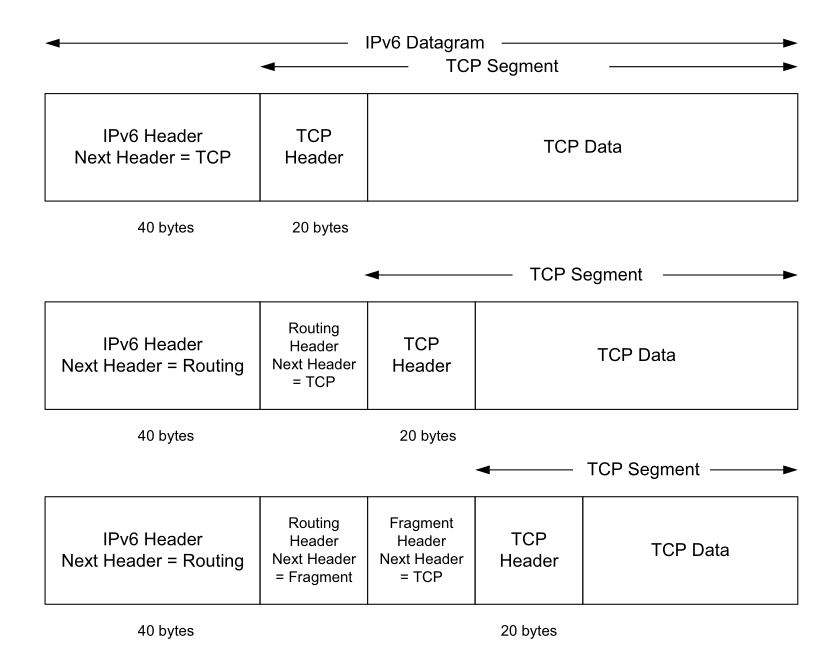 IPv6 Datagram
TCP Segment
IPv6 Header
Next Header = TCP
TCP
Header
TCP Data
40 bytes
20 bytes
TCP Segment
IPv6 Header
Next Header = Routing
Routing
Header
Next Header
= TCP
TCP
Header
TCP Data
40 bytes
20 bytes
TCP Segment
IPv6 Header
Next Header = Routing
Routing
Header
Next Header
= Fragment
Fragment
Header
Next Header
= TCP
TCP
Header
TCP Data
40 bytes
20 bytes